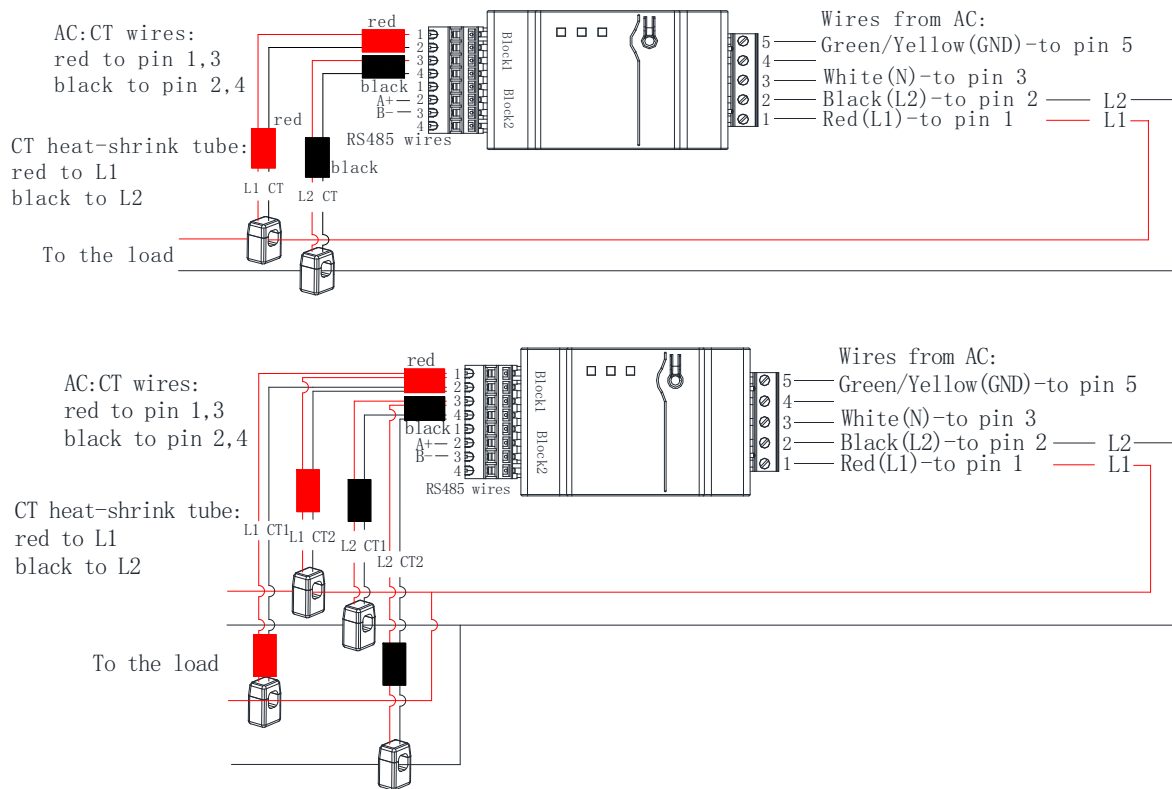 AC:CT wires:
red to pin 1,3
black to pin 2,4
red
1
2
3
4
1
2
3
4
black
A+
B-
RS485 wires
Block1
Block2
Wires from AC:
5
Green/Yellow(GND)-to pin 5
4
3
White(N)-to pin 3
2
Black(L2)-to pin 2
L2
1
Red(L1)-to pin 1
L1
red
black
CT heat-shrink tube:
red to L1
black to L2
L1 CT
L2 CT
To the load
AC:CT wires:
red to pin 1,3
black to pin 2,4
red
1
2
3
4
1
2
3
4
black
A+
B-
RS485 wires
Block1
Block2
Wires from AC:
5
Green/Yellow(GND)-to pin 5
4
3
White(N)-to pin 3
2
Black(L2)-to pin 2
L2
1
Red(L1)-to pin 1
L1
CT heat-shrink tube:
red to L1
black to L2
L1 CT1
L1 CT2
L2 CT1
L2 CT2
To the load